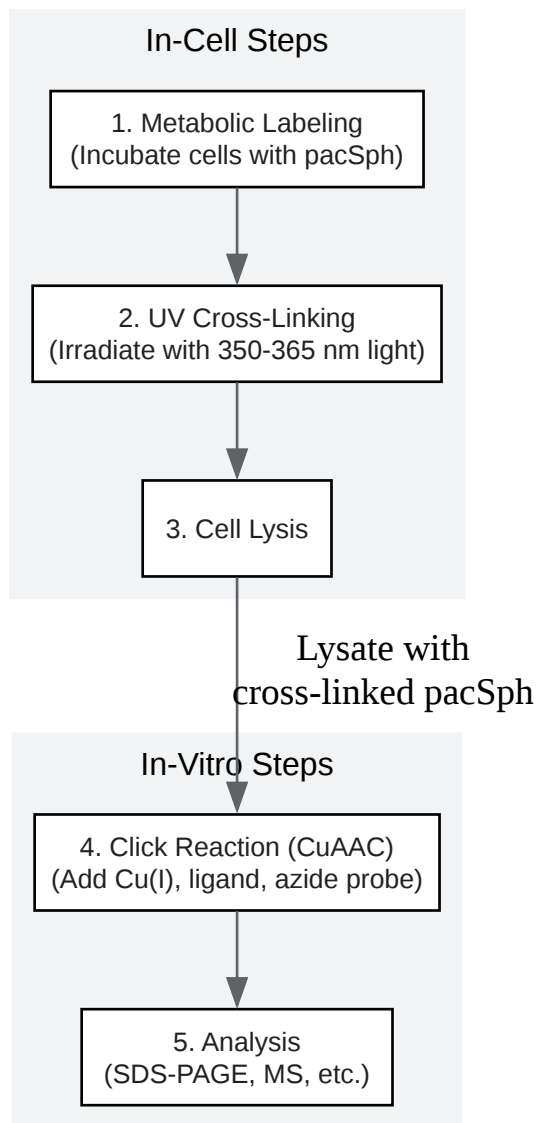 In-Cell Steps
1. Metabolic Labeling
(Incubate cells with pacSph)
2. UV Cross-Linking
(Irradiate with 350-365 nm light)
3. Cell Lysis
Lysate with
cross-linked pacSph
In-Vitro Steps
4. Click Reaction (CuAAC)
(Add Cu(I), ligand, azide probe)
5. Analysis
(SDS-PAGE, MS, etc.)